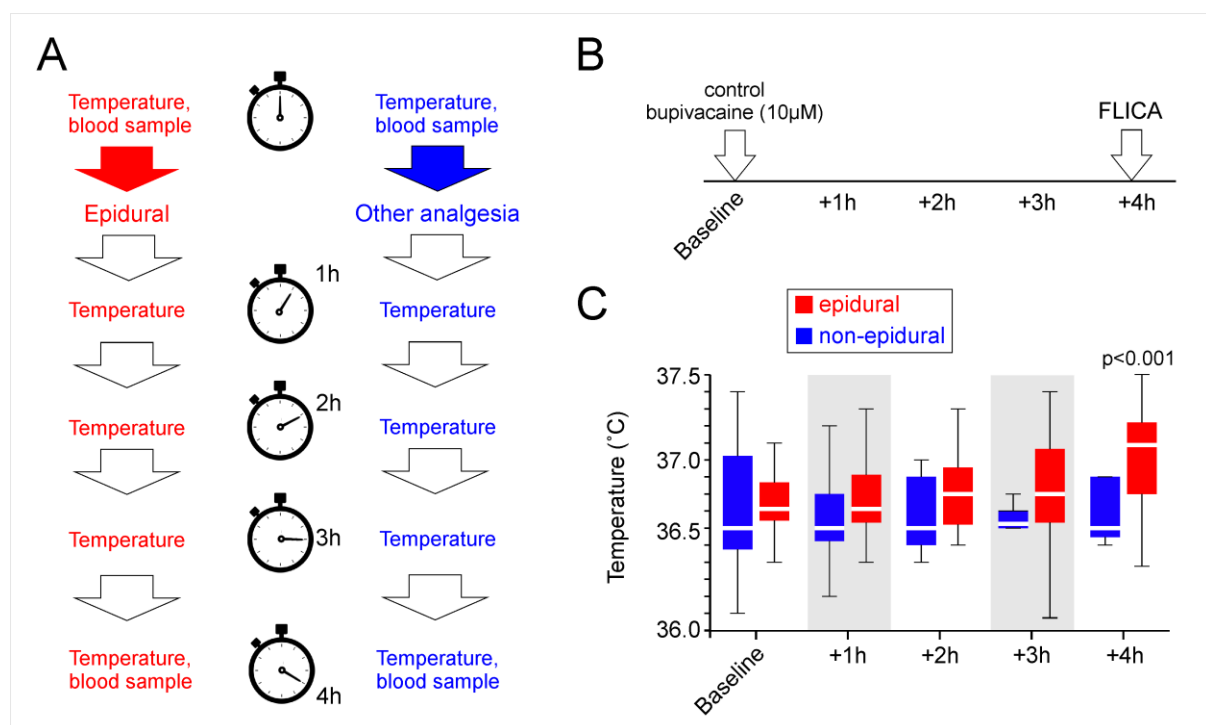 A
Temperature,
blood sample
Temperature,
blood sample
Epidural
Other analgesia
1h
Temperature
Temperature
2h
Temperature
Temperature
3h
Temperature
Temperature
Temperature,
blood sample
Temperature,
blood sample
4h
B
control
bupivacaine (10µM)
FLICA
Baseline
+1h
+2h
+3h
+4h
C
epidural
non-epidural
p<0.001
Temperature (˚C)
37.5
37.0
36.5
36.0
Baseline
+1h
+2h
+3h
+4h